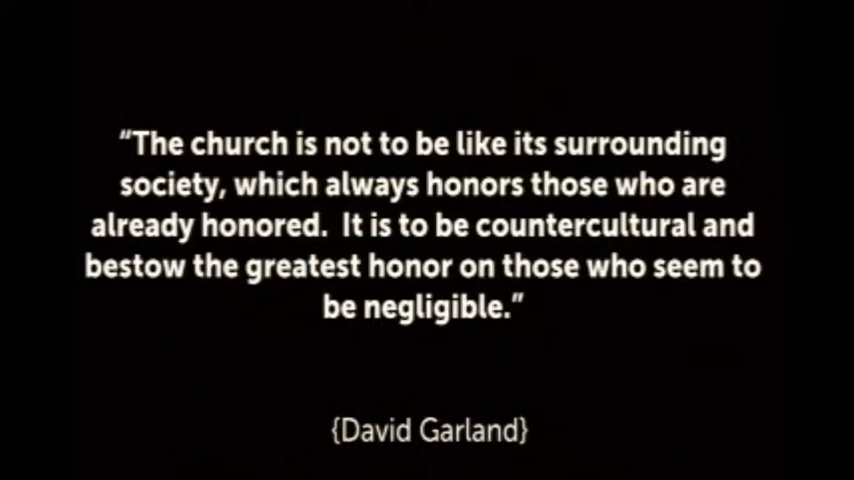 “The church is not to be like its surrounding
society, which always honors those who are
already honored.  It is to be countercultural and
bestow the greatest honor on those who seem to
be negligible.”
{David Garland}